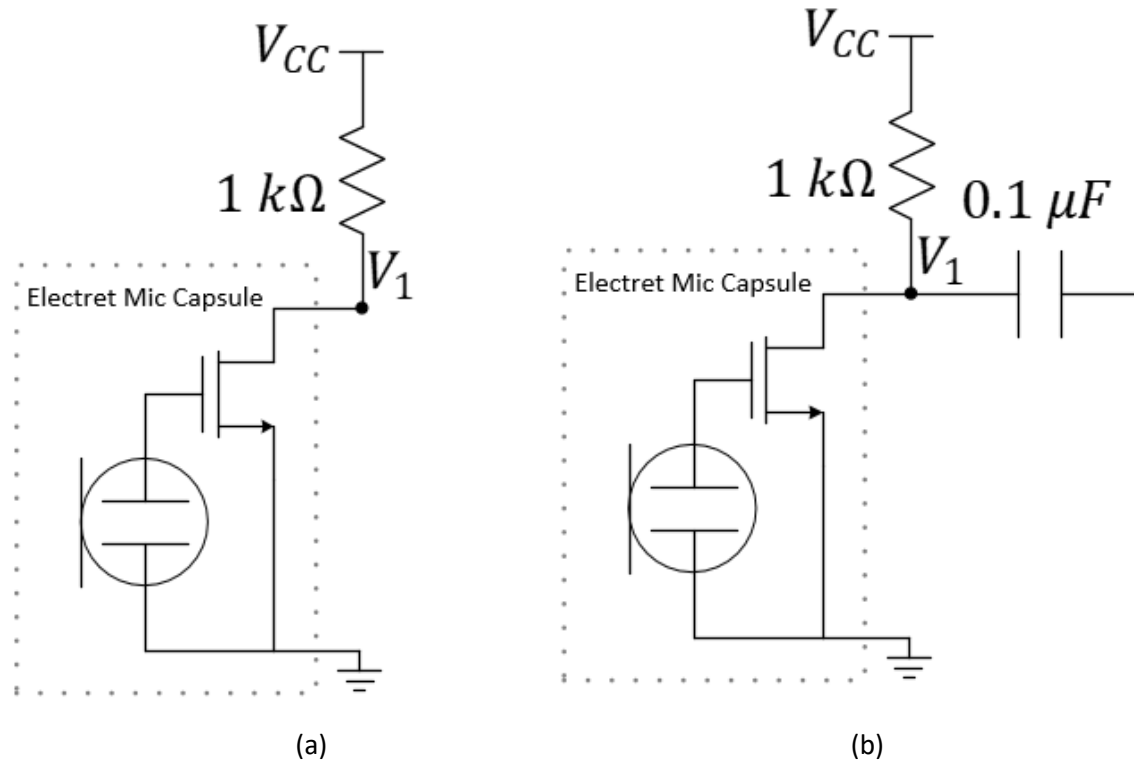 V_CC
1 kΩ
V_1
Electret Mic Capsule
(a)
V_CC
1 kΩ
0.1 μF
V_1
Electret Mic Capsule
(b)